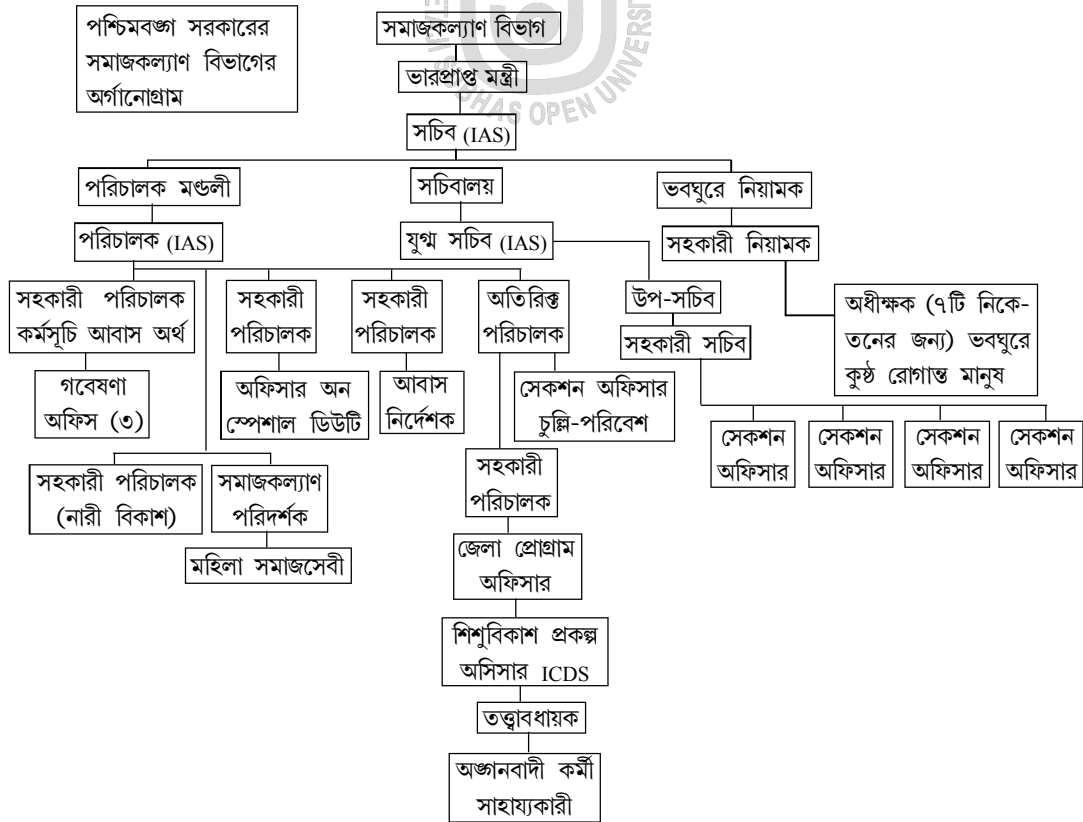 পশ্চিমবঙ্গ সরকারের
সমাজকল্যাণ বিভাগের
অর্গানোগ্রাম
সমাজকল্যাণ বিভাগ
ভারপ্রাপ্ত মন্ত্রী
OPEN
সচিব (IAS)
পরিচালক মণ্ডলী
সচিবালয়
ভবঘুরে নিয়ামক
পরিচালক (IAS)
যুগ্ম সচিব (IAS)
সহকারী নিয়ামক
সহকারী পরিচালক
কর্মসূচি আবাস অর্থ
সহকারী
পরিচালক
সহকারী
পরিচালক
অতিরিক্ত
পরিচালক
উপ-সচিব
সহকারী সচিব
অধীক্ষক (৭টি নিকে-
তনের জন্য) ভবঘুরে
কুষ্ঠ রোগান্ত মানুষ
গবেষণা
অফিস (৩)
অফিসার অন
স্পেশাল ডিউটি
আবাস
নির্দেশক
সেকশন অফিসার
চুল্লি-পরিবেশ
সেকশন
অফিসার
সেকশন
অফিসার
সেকশন
অফিসার
সেকশন
অফিসার
সহকারী পরিচালক
(নারী বিকাশ)
সমাজকল্যাণ
পরিদর্শক
সহকারী
পরিচালক
মহিলা সমাজসেবী
জেলা প্রোগ্রাম
অফিসার
শিশুবিকাশ প্রকল্প
অসিসার ICDS
তত্ত্বাবধায়ক
অঙ্গনবাদী কর্মী
সাহায্যকারী